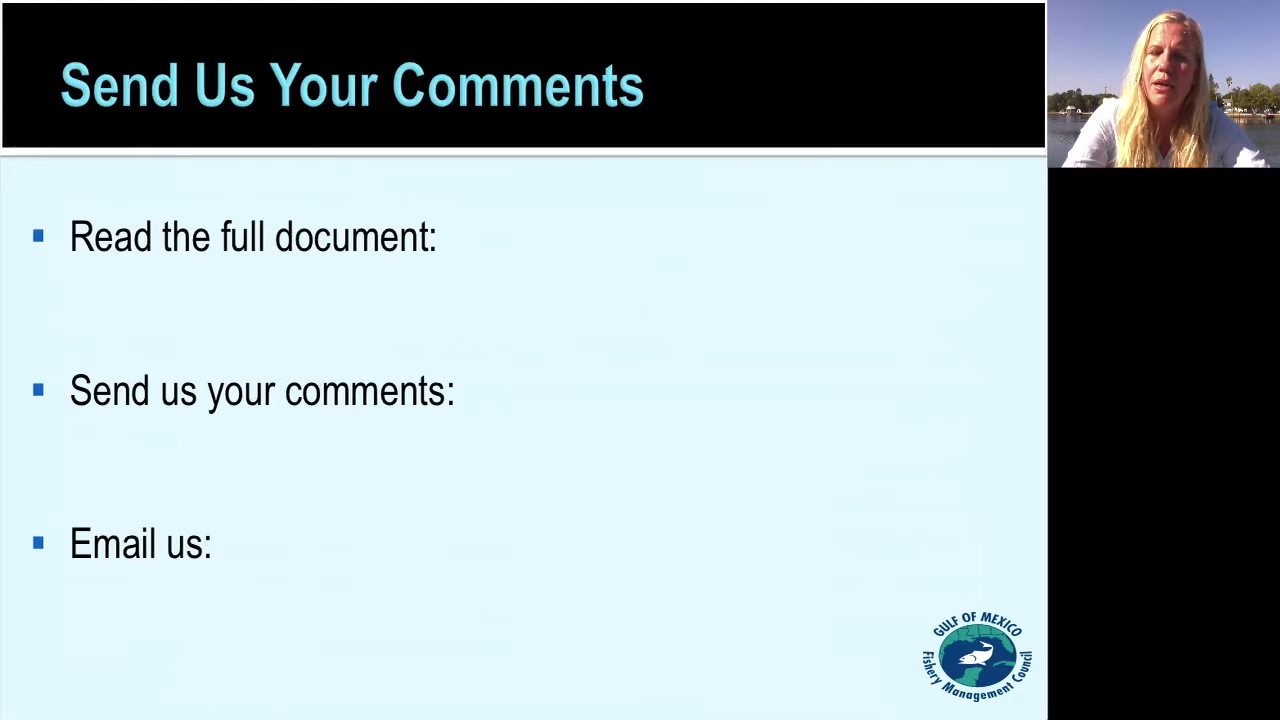 Send Us Your Comments
Read the full document:
Send us your comments:
Email us:
GULF OF MEXICO
Fishery Management Council